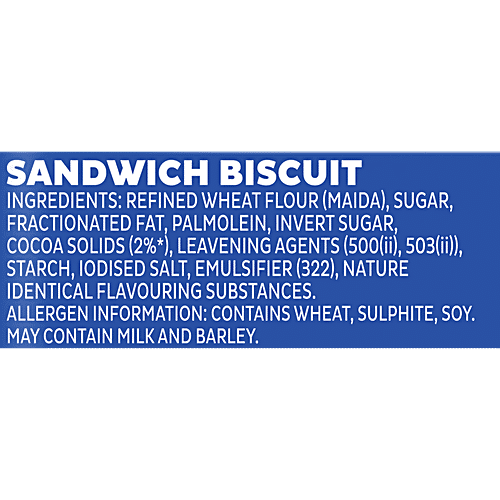 SANDWICH BISCUIT
INGREDIENTS: REFINED WHEAT FLOUR (MAIDA), SUGAR,
FRACTIONATED FAT, PALMOLEIN, INVERT SUGAR,
COCOA SOLIDS (2%*), LEAVENING AGENTS (500(ii), 503(ii)),
STARCH, IODISED SALT, EMULSIFIER (322), NATURE
IDENTICAL FLAVOURING SUBSTANCES.
ALLERGEN INFORMATION: CONTAINS WHEAT, SULPHITE, SOY.
MAY CONTAIN MILK AND BARLEY.